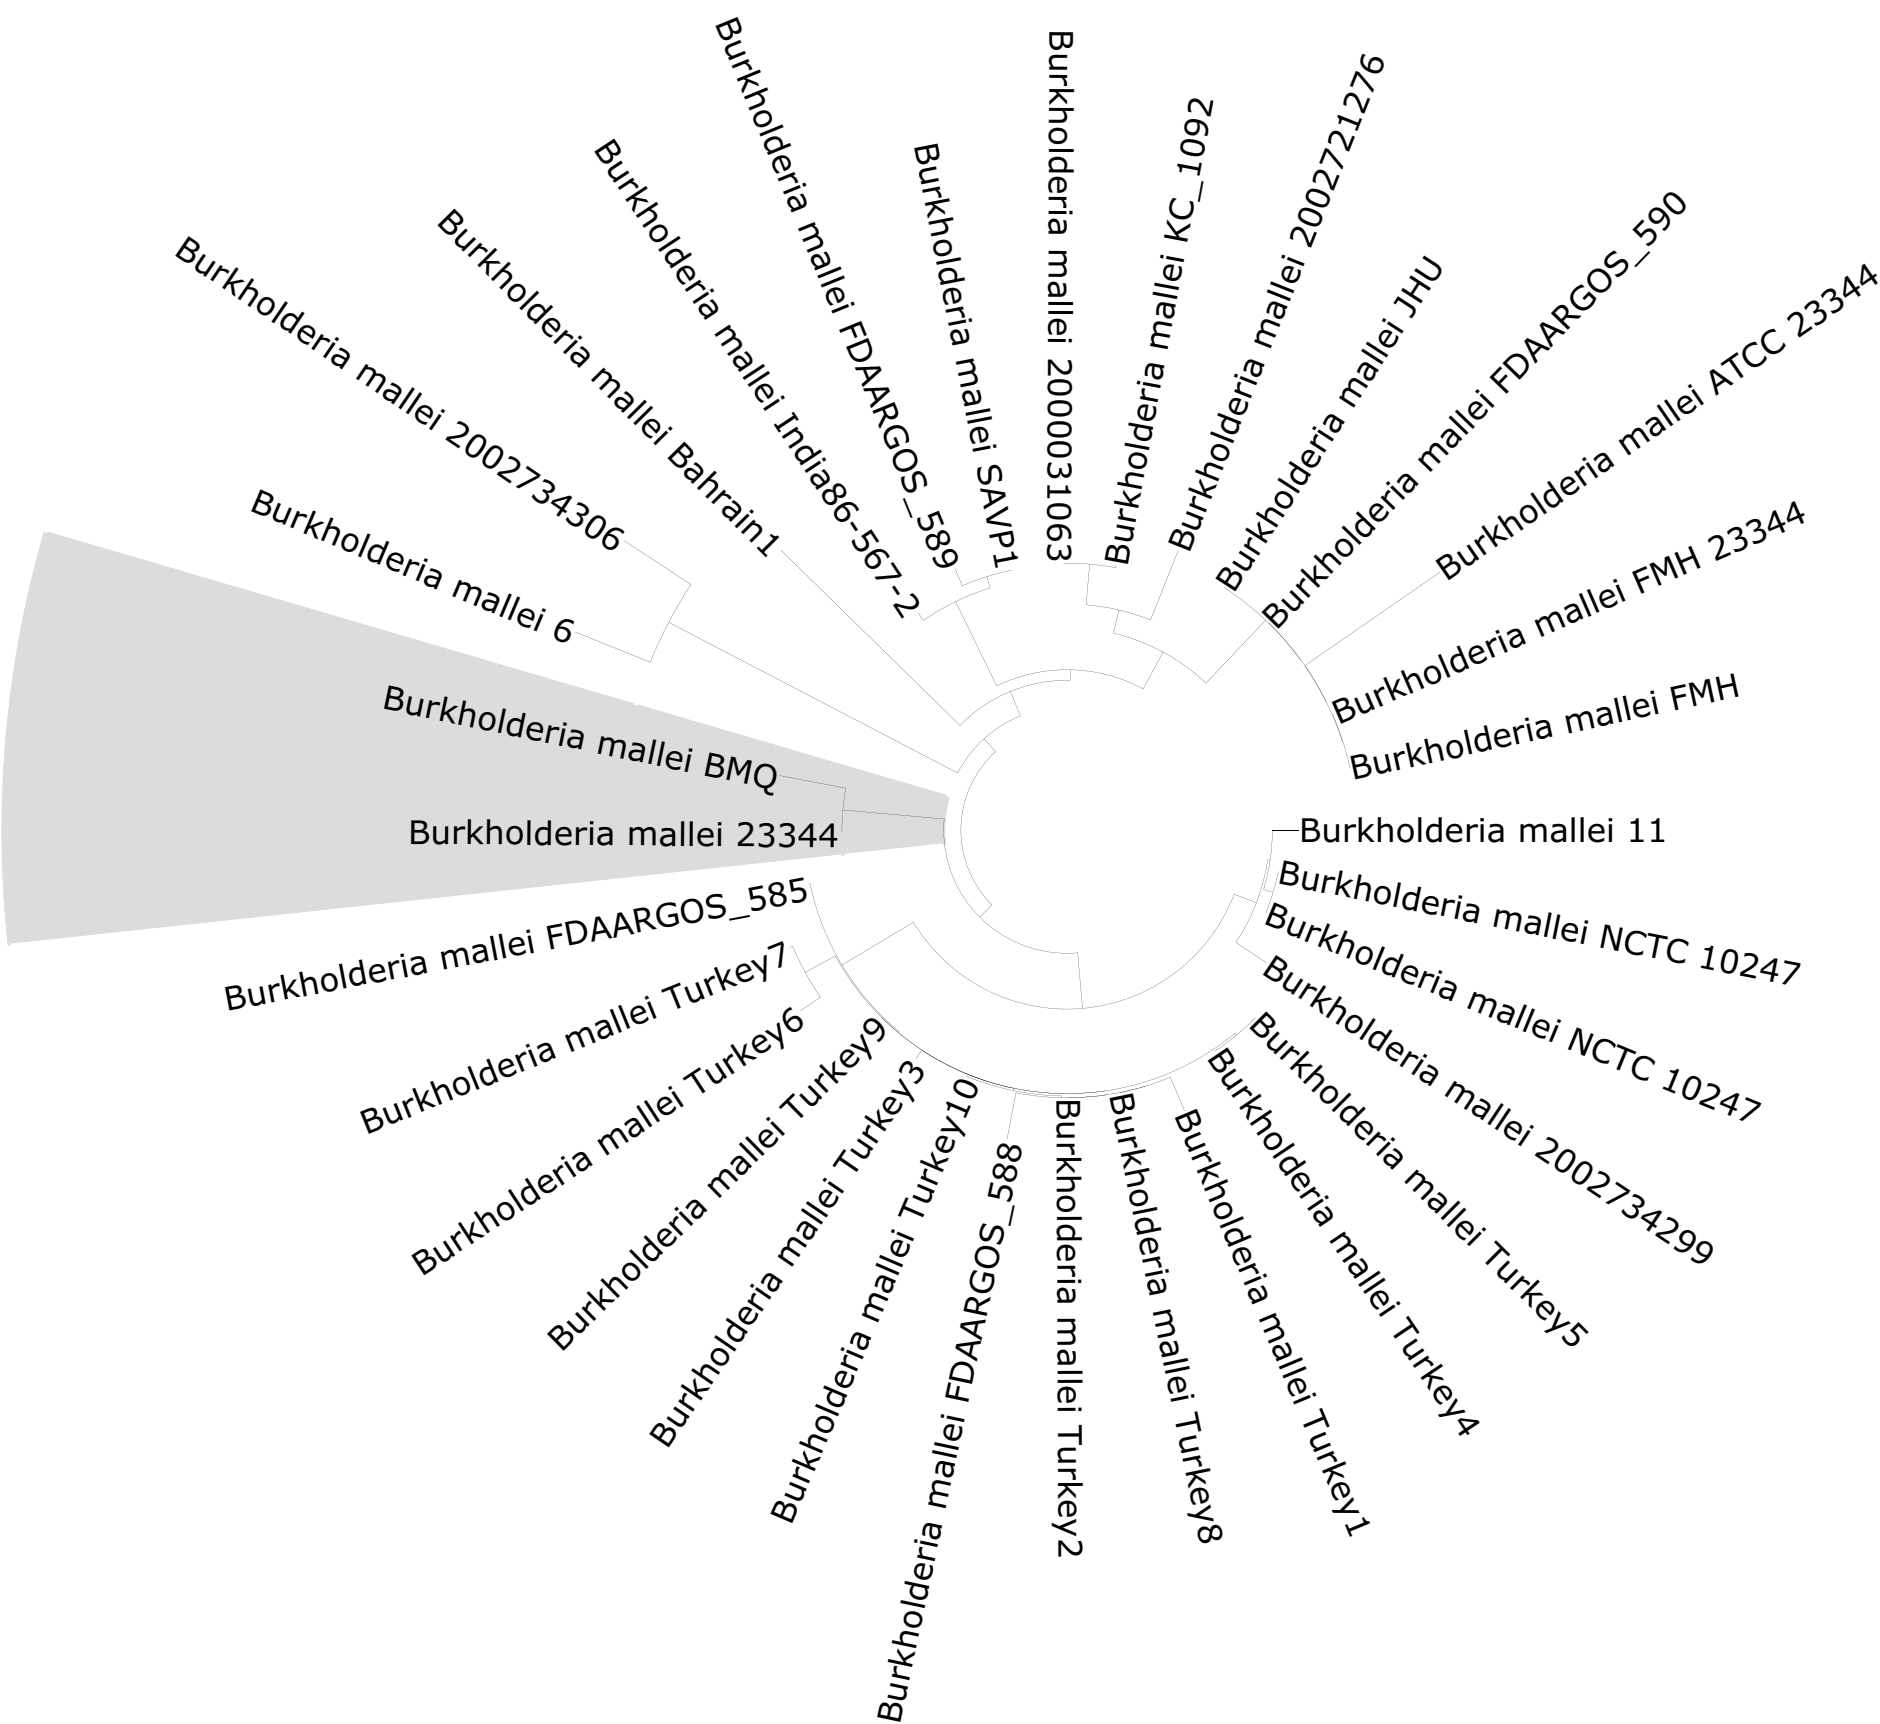 Burkholderia mallei 2000031063
Burkholderia mallei KC_1092
Burkholderia mallei 2002721276
Burkholderia mallei JHU
Burkholderia mallei FDAARGOS_590
Burkholderia mallei ATCC 23344
Burkholderia mallei FMH 23344
Burkholderia mallei FMH
Burkholderia mallei 11
Burkholderia mallei NCTC 10247
Burkholderia mallei NCTC 10247
Burkholderia mallei 2002734299
Burkholderia mallei Turkey5
Burkholderia mallei Turkey4
Burkholderia mallei Turkey1
Burkholderia mallei Turkey8
Burkholderia mallei Turkey2
Burkholderia mallei FDAARGOS_588
Burkholderia mallei Turkey10
Burkholderia mallei Turkey3
Burkholderia mallei Turkey9
Burkholderia mallei Turkey6
Burkholderia mallei Turkey7
Burkholderia mallei FDAARGOS_585
Burkholderia mallei 23344
Burkholderia mallei BMQ
Burkholderia mallei 6
Burkholderia mallei 2002734306
Burkholderia mallei Bahrain1
Burkholderia mallei India86-567-2
Burkholderia mallei FDAARGOS_589
Burkholderia mallei SAVP1